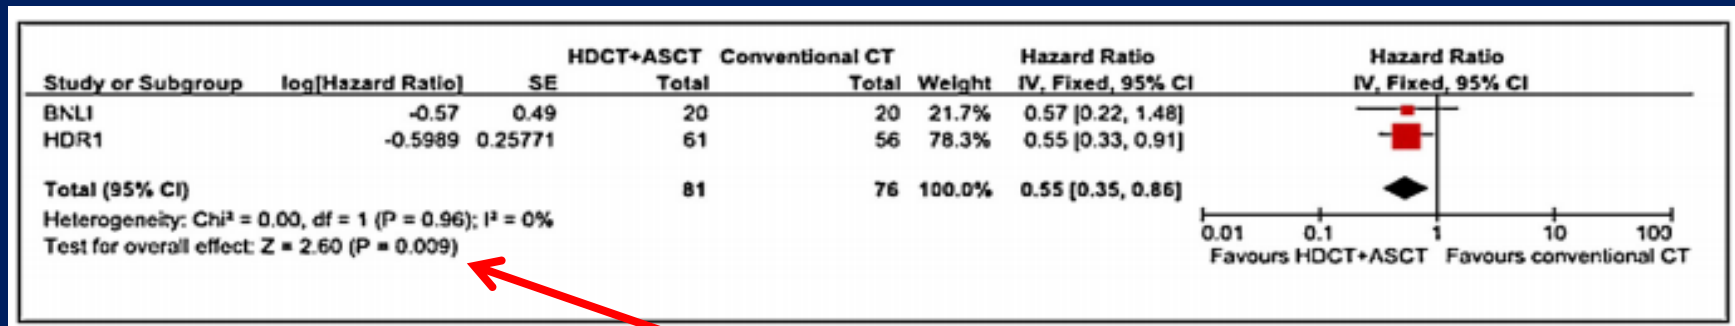 HDCT+ASCT Conventional CT Hazard Ratio Hazard Ratio
Study or Subgroup log[Hazard Ratio] SE Total Total Weight IV, Fixed, 95% CI IV, Fixed, 95% CI
BNLI -0.57 0.49 20 20 21.7% 0.57 [0.22, 1.48]
HDR1 -0.5989 0.25771 61 56 78.3% 0.55 [0.33, 0.91]
Total (95% CI) 81 76 100.0% 0.55 [0.35, 0.86]
Heterogeneity: Chi² = 0.00, df = 1 (P = 0.96); I² = 0%
Test for overall effect: Z = 2.60 (P = 0.009)
0.01 0.1 1 10 100
Favours HDCT+ASCT Favours conventional CT